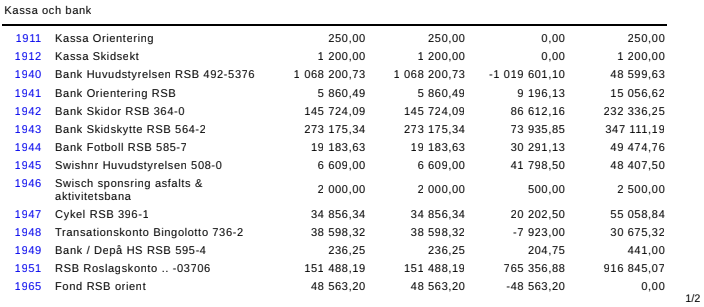 Kassa och bank
1911 Kassa Orientering 250,00 250,00 0,00 250,00
1912 Kassa Skidsekt 1 200,00 1 200,00 0,00 1 200,00
1940 Bank Huvudstyrelsen RSB 492-5376 1 068 200,73 1 068 200,73 -1 019 601,10 48 599,63
1941 Bank Orientering RSB 5 860,49 5 860,49 9 196,13 15 056,62
1942 Bank Skidor RSB 364-0 145 724,09 145 724,09 86 612,16 232 336,25
1943 Bank Skidskytte RSB 564-2 273 175,34 273 175,34 73 935,85 347 111,19
1944 Bank Fotboll RSB 585-7 19 183,63 19 183,63 30 291,13 49 474,76
1945 Swishnr Huvudstyrelsen 508-0 6 609,00 6 609,00 41 798,50 48 407,50
1946 Swisch sponsring asfalts &
aktivitetsbana 2 000,00 2 000,00 500,00 2 500,00
1947 Cykel RSB 396-1 34 856,34 34 856,34 20 202,50 55 058,84
1948 Transationskonto Bingolotto 736-2 38 598,32 38 598,32 -7 923,00 30 675,32
1949 Bank / Depå HS RSB 595-4 236,25 236,25 204,75 441,00
1951 RSB Roslagskonto .. -03706 151 488,19 151 488,19 765 356,88 916 845,07
1965 Fond RSB orient 48 563,20 48 563,20 -48 563,20 0,00
1/2